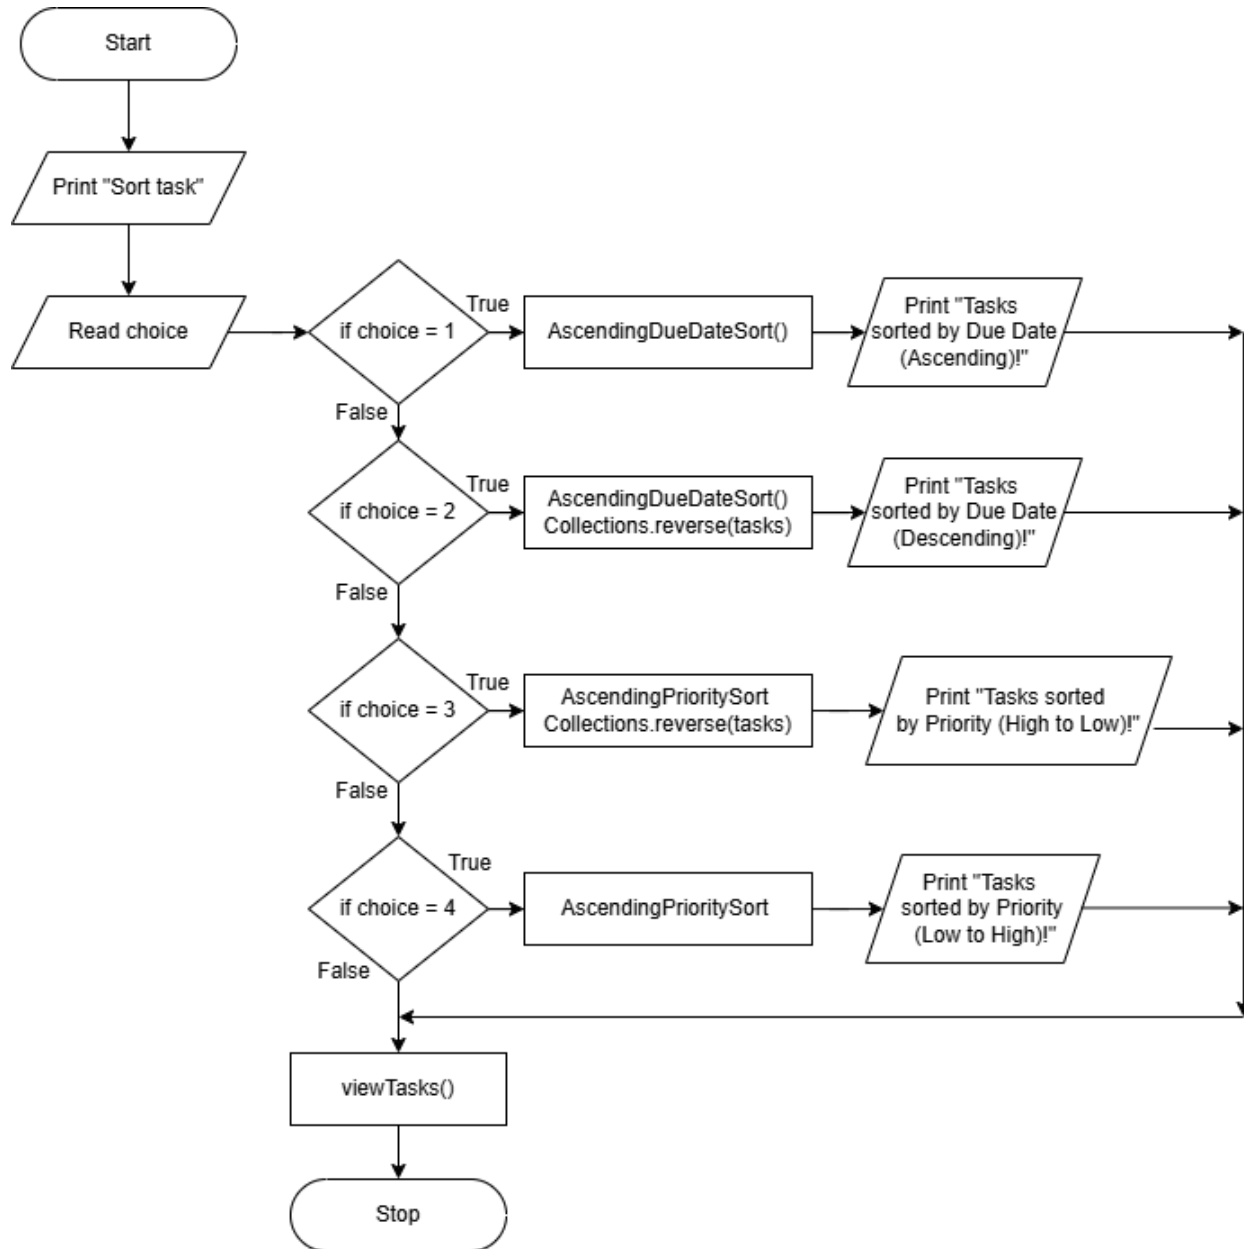 Start
Print "Sort task"
Read choice
if choice = 1
True
AscendingDueDateSort()
Print "Tasks
sorted by Due Date
(Ascending)!"
False
if choice = 2
True
AscendingDueDateSort()
Collections.reverse(tasks)
Print "Tasks
sorted by Due Date
(Descending)!"
False
if choice = 3
True
AscendingPrioritySort
Collections.reverse(tasks)
Print "Tasks sorted
by Priority (High to Low)!"
False
if choice = 4
True
AscendingPrioritySort
Print "Tasks
sorted by Priority
(Low to High)!"
False
viewTasks()
Stop